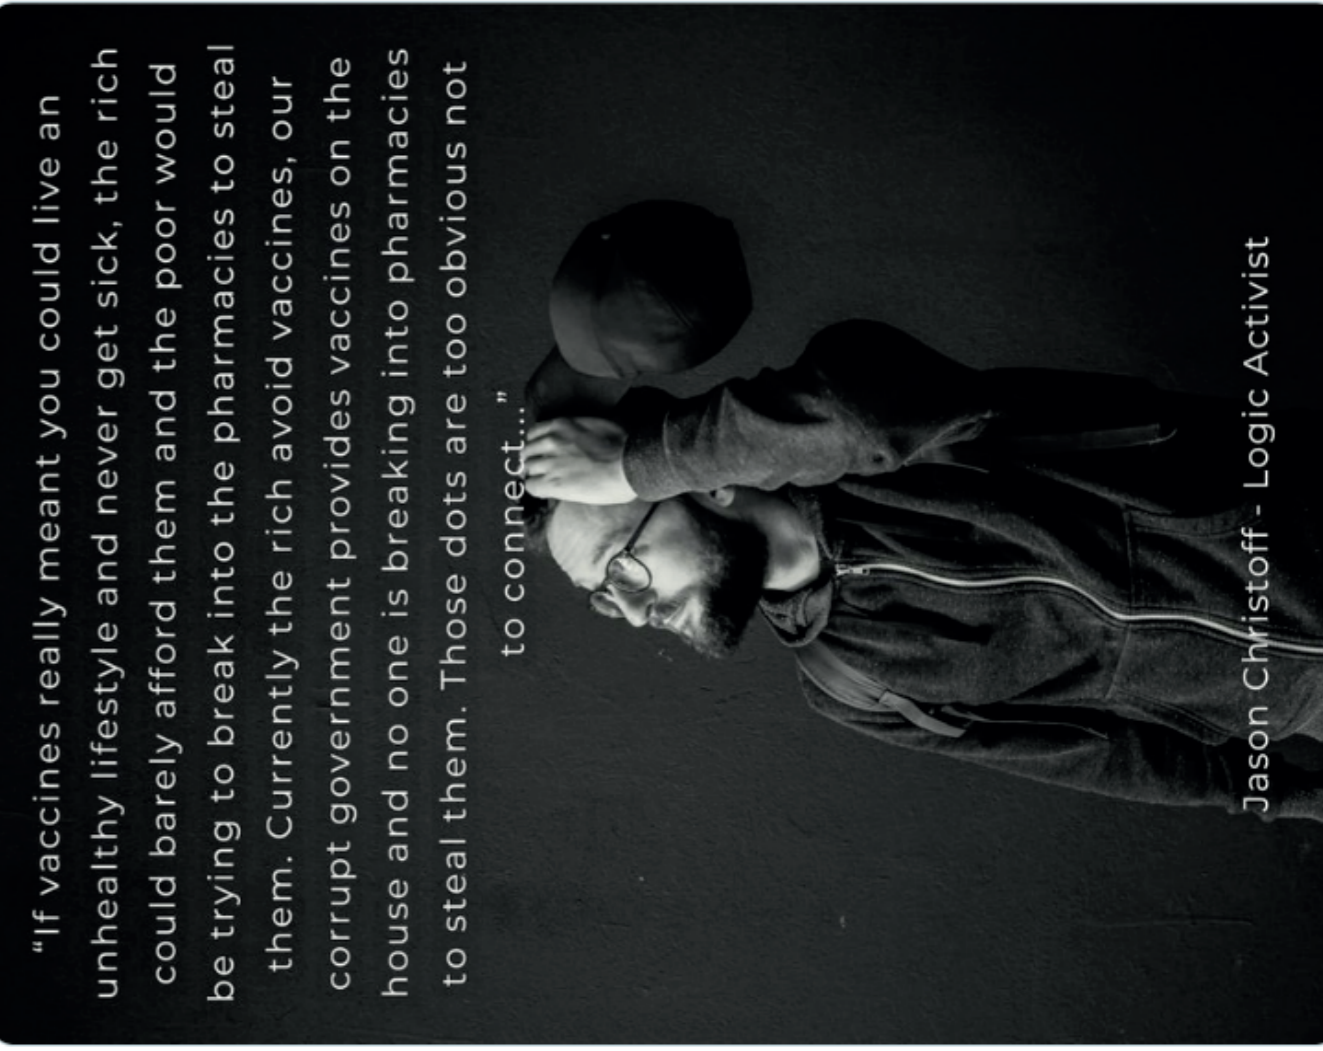 “If vaccines really meant you could live an
unhealthy lifestyle and never get sick, the rich
could barely afford them and the poor would
be trying to break into the pharmacies to steal
them. Currently the rich avoid vaccines, our
corrupt government provides vaccines on the
house and no one is breaking into pharmacies
to steal them. Those dots are too obvious not
to connect...”
Jason Christoff - Logic Activist